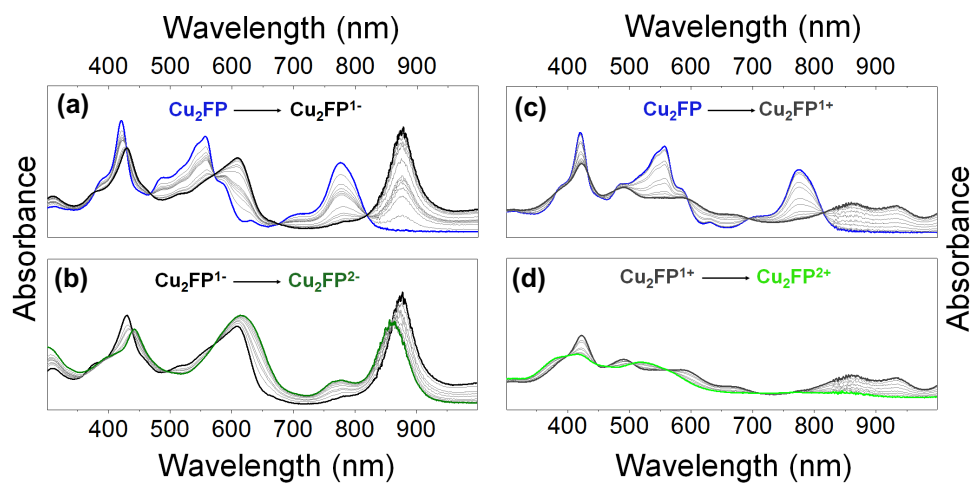 Wavelength (nm) Wavelength (nm)
400 500 600 700 800 900 400 500 600 700 800 900
(a) Cu₂FP → Cu₂FP¹⁻ (c) Cu₂FP → Cu₂FP¹⁺
Absorbance Absorbance
(b) Cu₂FP¹⁻ → Cu₂FP²⁻ (d) Cu₂FP¹⁺ → Cu₂FP²⁺
400 500 600 700 800 900 400 500 600 700 800 900
Wavelength (nm) Wavelength (nm)